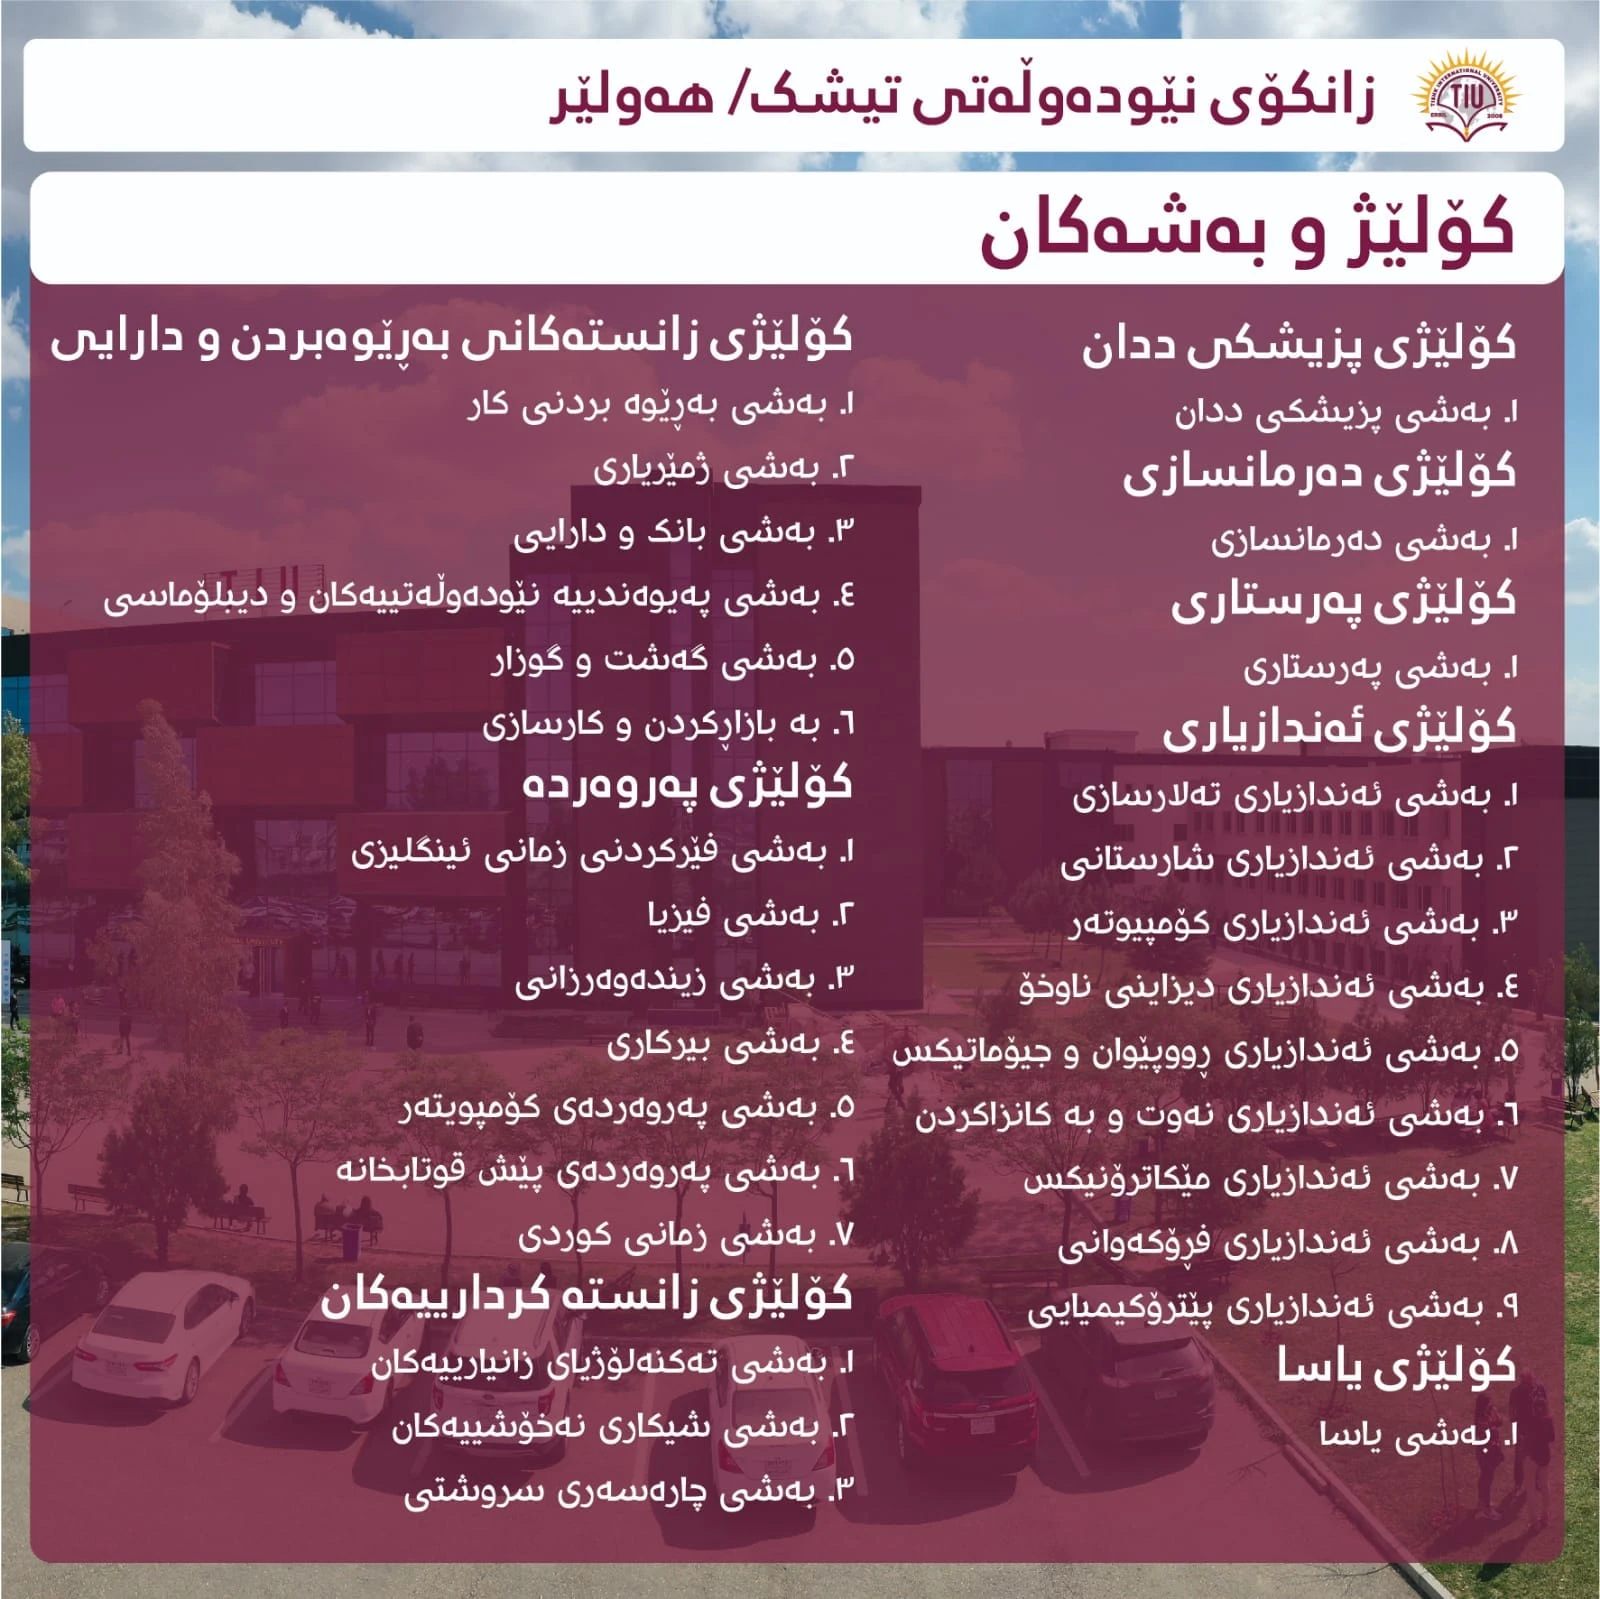 زانکۆی نێودەوڵەتی تیشک/ هەولێر
TISHK INTERNATIONAL UNIVERSITY
TIU
ERBIL 2008
کۆلێژ و بەشەکان
کۆلێژی پزیشکی ددان
١. بەشی پزیشکی ددان
کۆلێژی دەرمانسازی
١. بەشی دەرمانسازی
کۆلێژی پەرستاری
١. بەشی پەرستاری
کۆلێژی ئەندازیاری
١. بەشی ئەندازیاری تەلارسازی
٢. بەشی ئەندازیاری شارستانی
٣. بەشی ئەندازیاری کۆمپیوتەر
٤. بەشی ئەندازیاری دیزاینی ناوخۆ
٥. بەشی ئەندازیاری ڕووپێوان و جیۆماتیکس
٦. بەشی ئەندازیاری نەوت و بە کانزاکردن
٧. بەشی ئەندازیاری مێکاترۆنیکس
٨. بەشی ئەندازیاری فڕۆکەوانی
٩. بەشی ئەندازیاری پێترۆکیمیایی
کۆلێژی یاسا
١. بەشی یاسا
کۆلێژی زانستەکانی بەڕێوەبردن و دارایی
١. بەشی بەڕێوە بردنی کار
٢. بەشی ژمێریاری
٣. بەشی بانک و دارایی
٤. بەشی پەیوەندییە نێودەوڵەتییەکان و دیبلۆماسی
٥. بەشی گەشت و گوزار
٦. بە بازاڕکردن و کارسازی
کۆلێژی پەروەردە
١. بەشی فێرکردنی زمانی ئینگلیزی
٢. بەشی فیزیا
٣. بەشی زیندەوەرزانی
٤. بەشی بیرکاری
٥. بەشی پەروەردەی کۆمپویتەر
٦. بەشی پەروەردەی پێش قوتابخانە
٧. بەشی زمانی کوردی
کۆلێژی زانستە کردارییەکان
١. بەشی تەکنەلۆژیای زانیارییەکان
٢. بەشی شیکاری نەخۆشییەکان
٣. بەشی چارەسەری سروشتی